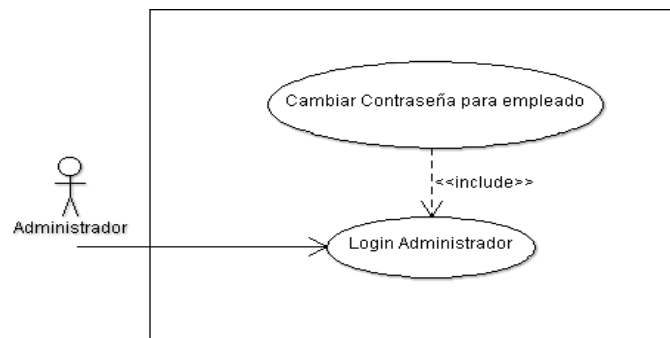 Cambiar Contraseña para empleado
<<include>>
Administrador
Login Administrador